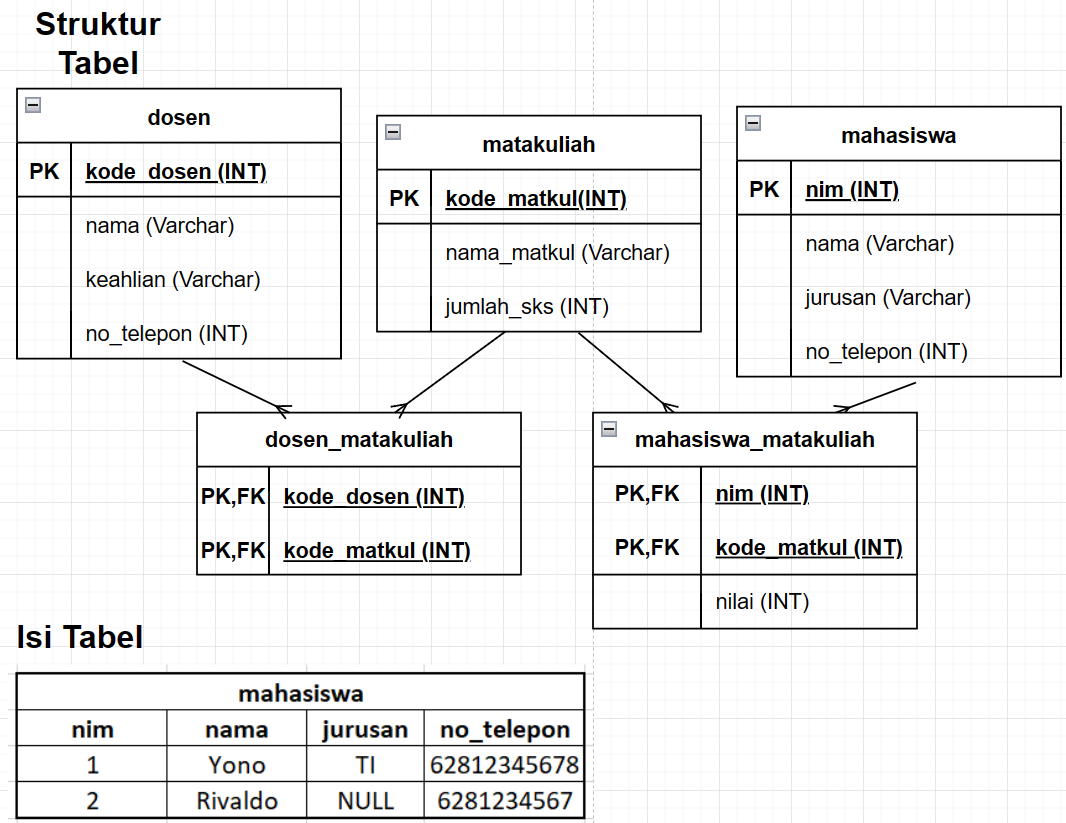 Struktur
Tabel
dosen
PK kode_dosen (INT)
nama (Varchar)
keahlian (Varchar)
no_telepon (INT)
matakuliah
PK kode_matkul(INT)
nama_matkul (Varchar)
jumlah_sks (INT)
mahasiswa
PK nim (INT)
nama (Varchar)
jurusan (Varchar)
no_telepon (INT)
dosen_matakuliah
PK,FK kode_dosen (INT)
PK,FK kode_matkul (INT)
mahasiswa_matakuliah
PK,FK nim (INT)
PK,FK kode_matkul (INT)
nilai (INT)
Isi Tabel
mahasiswa
nim nama jurusan no_telepon
1 Yono TI 62812345678
2 Rivaldo NULL 6281234567